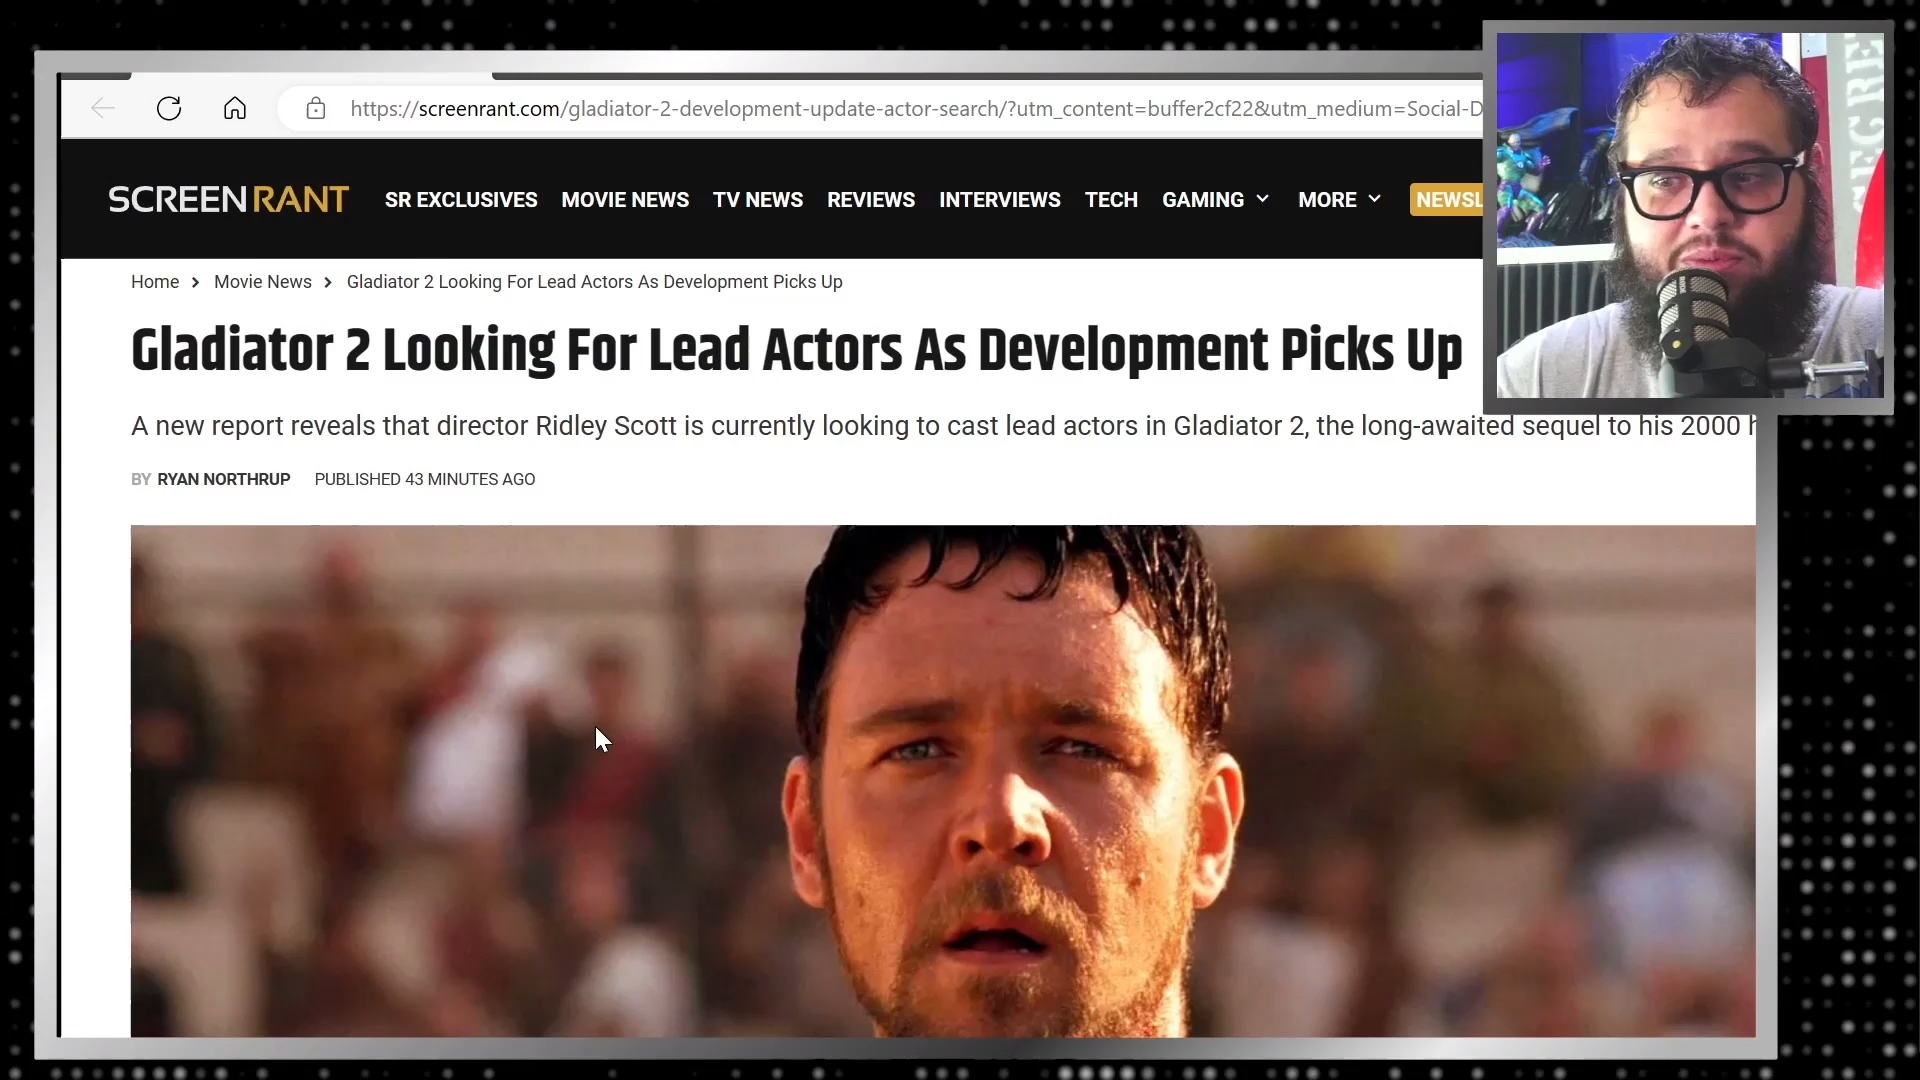 https://screenrant.com/gladiator-2-development-update-actor-search/?utm_content=buffer2cf22&utm_medium=Social-D
SCREENRANT SR EXCLUSIVES MOVIE NEWS TV NEWS REVIEWS INTERVIEWS TECH GAMING MORE NEWSL
Home > Movie News > Gladiator 2 Looking For Lead Actors As Development Picks Up
Gladiator 2 Looking For Lead Actors As Development Picks Up
A new report reveals that director Ridley Scott is currently looking to cast lead actors in Gladiator 2, the long-awaited sequel to his 2000 h
BY RYAN NORTHRUP PUBLISHED 43 MINUTES AGO